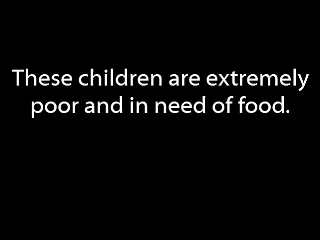 These children are extremely
poor and in need of food.